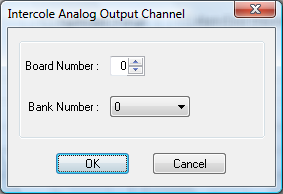 Intercole Analog Output Channel
Board Number : 0
Bank Number : 0
OK Cancel